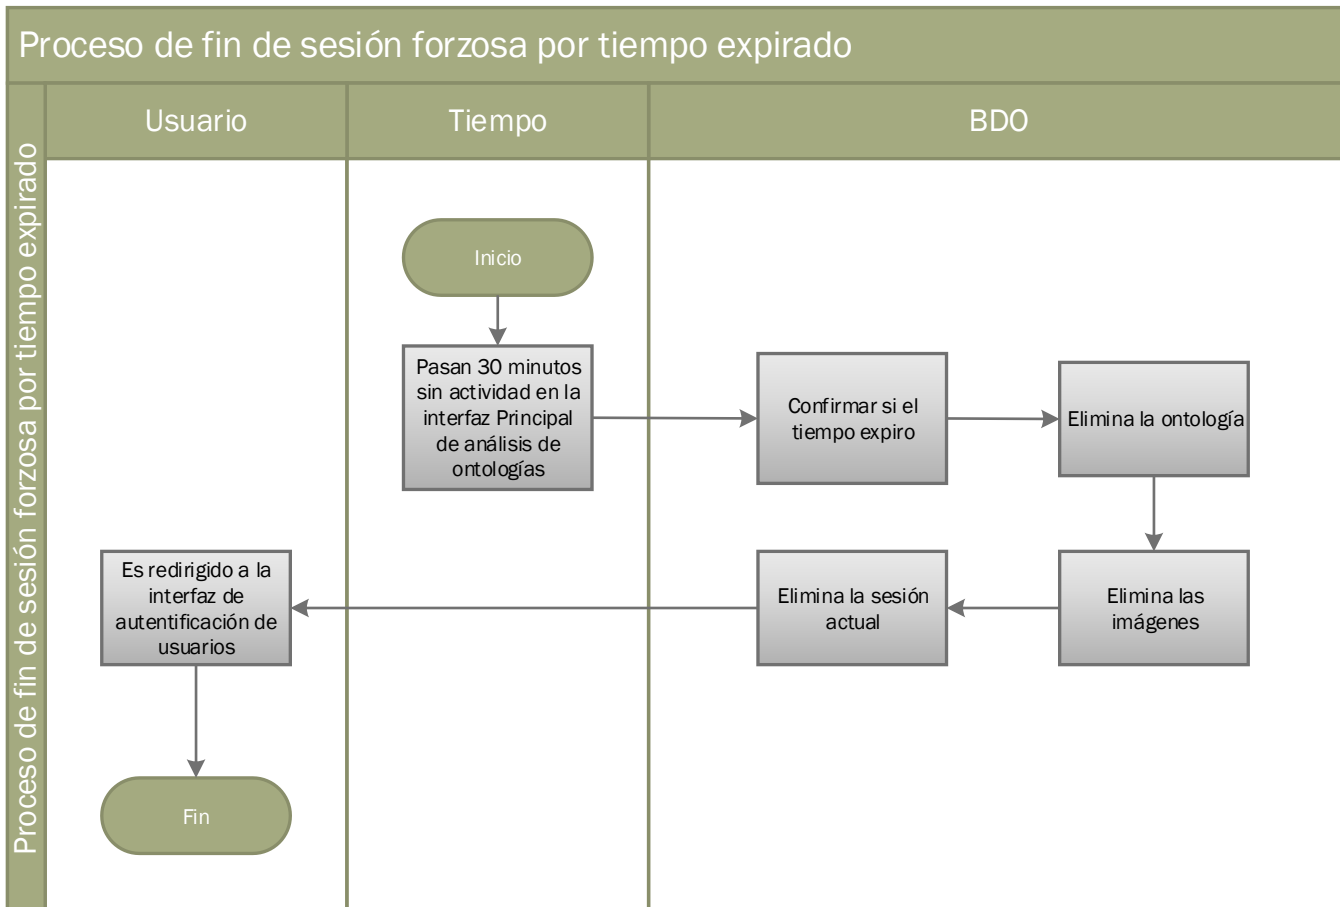 Proceso de fin de sesión forzosa por tiempo expirado
Proceso de fin de sesión forzosa por tiempo expirado
Usuario
Tiempo
BDO
Inicio
Pasan 30 minutos
sin actividad en la
interfaz Principal
de análisis de
ontologías
Confirmar si el
tiempo expiro
Elimina la ontología
Elimina las
imágenes
Elimina la sesión
actual
Es redirigido a la
interfaz de
autentificación de
usuarios
Fin